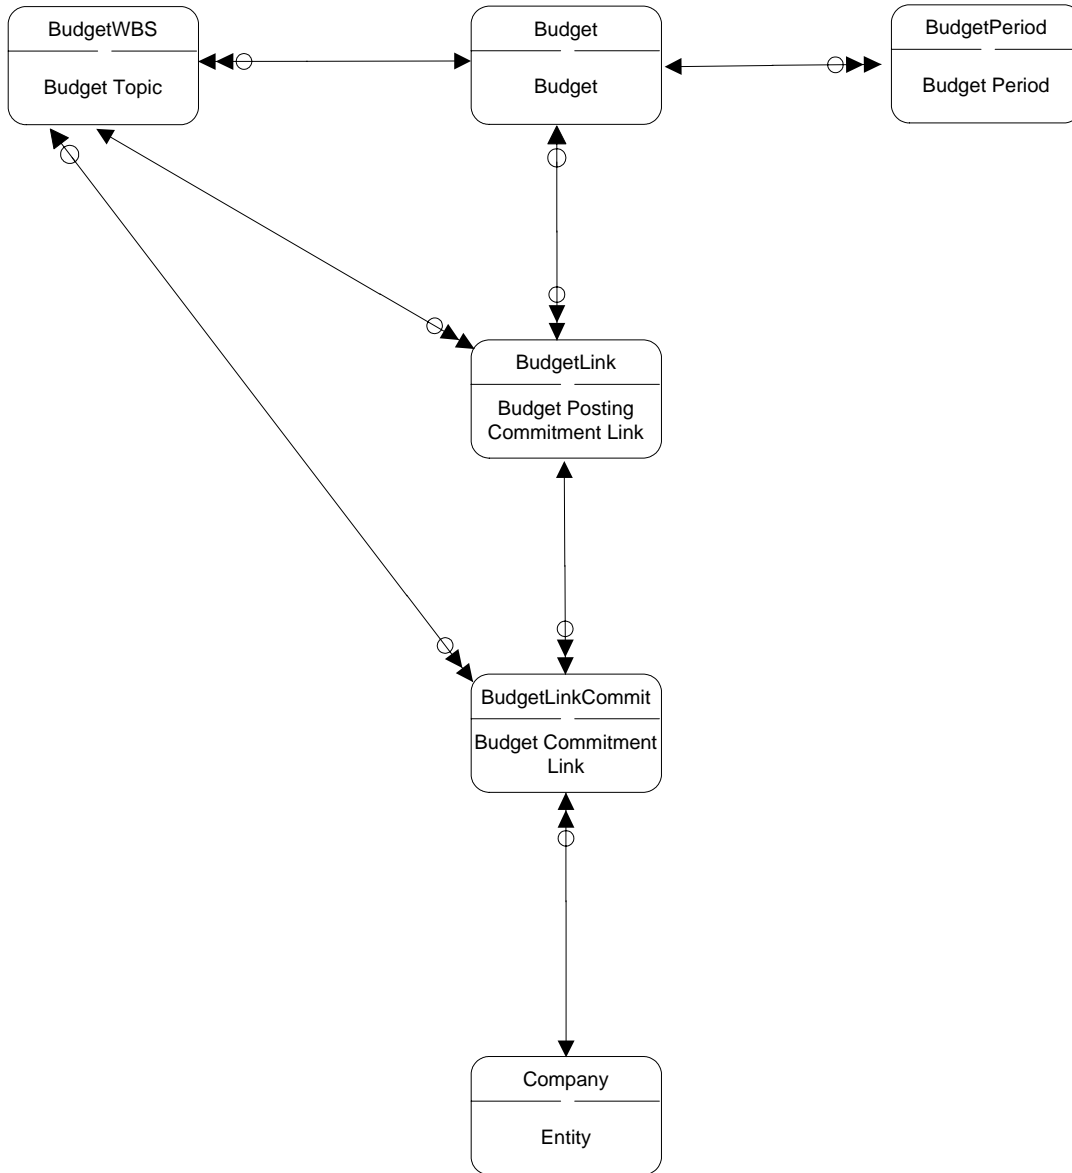 BudgetWBS
Budget Topic
Budget
Budget
BudgetPeriod
Budget Period
BudgetLink
Budget Posting
Commitment Link
BudgetLinkCommit
Budget Commitment
Link
Company
Entity